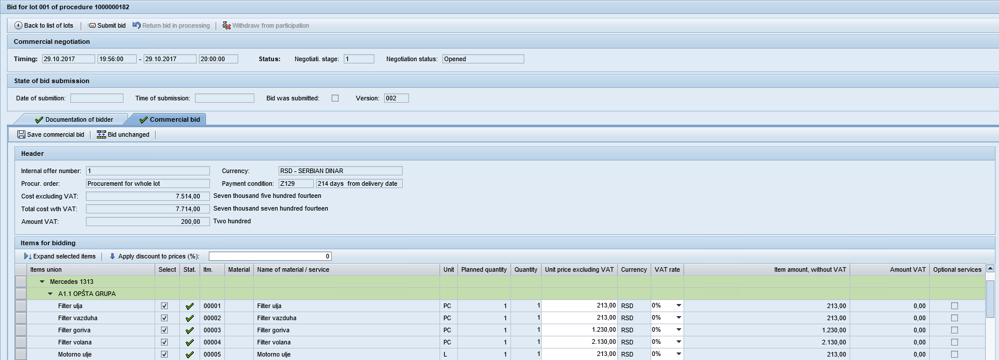 Bid for lot 001 of procedure 1000000182
Back to list of lots Submit bid Return bid in processing Withdraw from participation
Commercial negotiation
Timing: 29.10.2017 19:56:00 - 29.10.2017 20:00:00 Status: Negotiati. stage: 1 Negotiation status: Opened
State of bid submission
Date of submition: Time of submission: Bid was submitted: Version: 002
Documentation of bidder Commercial bid
Save commercial bid Bid unchanged
Header
Internal offer number: 1 Currency: RSD - SERBIAN DINAR
Procur. order: Procurement for whole lot Payment condition: Z129 214 days from delivery date
Cost excluding VAT: 7.514,00 Seven thousand five hundred fourteen
Total cost wth VAT: 7.714,00 Seven thousand seven hundred fourteen
Amount VAT: 200,00 Two hundred
Items for bidding
Expand selected items Apply discount to prices (%): 0
Items union Select Stat. Itm. Material Name of material / service Unit Planned quantity Quantity Unit price excluding VAT Currency VAT rate Item amount, without VAT Amount VAT Optional services
Mercedes 1313
A1.1 OPŠTA GRUPA
Filter ulja 00001 Filter ulja PC 1 1 213,00 RSD 0% 213,00 0,00
Filter vazduha 00002 Filter vazduha PC 1 1 213,00 RSD 0% 213,00 0,00
Filter goriva 00003 Filter goriva PC 1 1 1.230,00 RSD 0% 1.230,00 0,00
Filter volana 00004 Filter volana PC 1 1 2.130,00 RSD 0% 2.130,00 0,00
Motorno ulje 00005 Motorno ulje L 1 1 213,00 RSD 0% 213,00 0,00